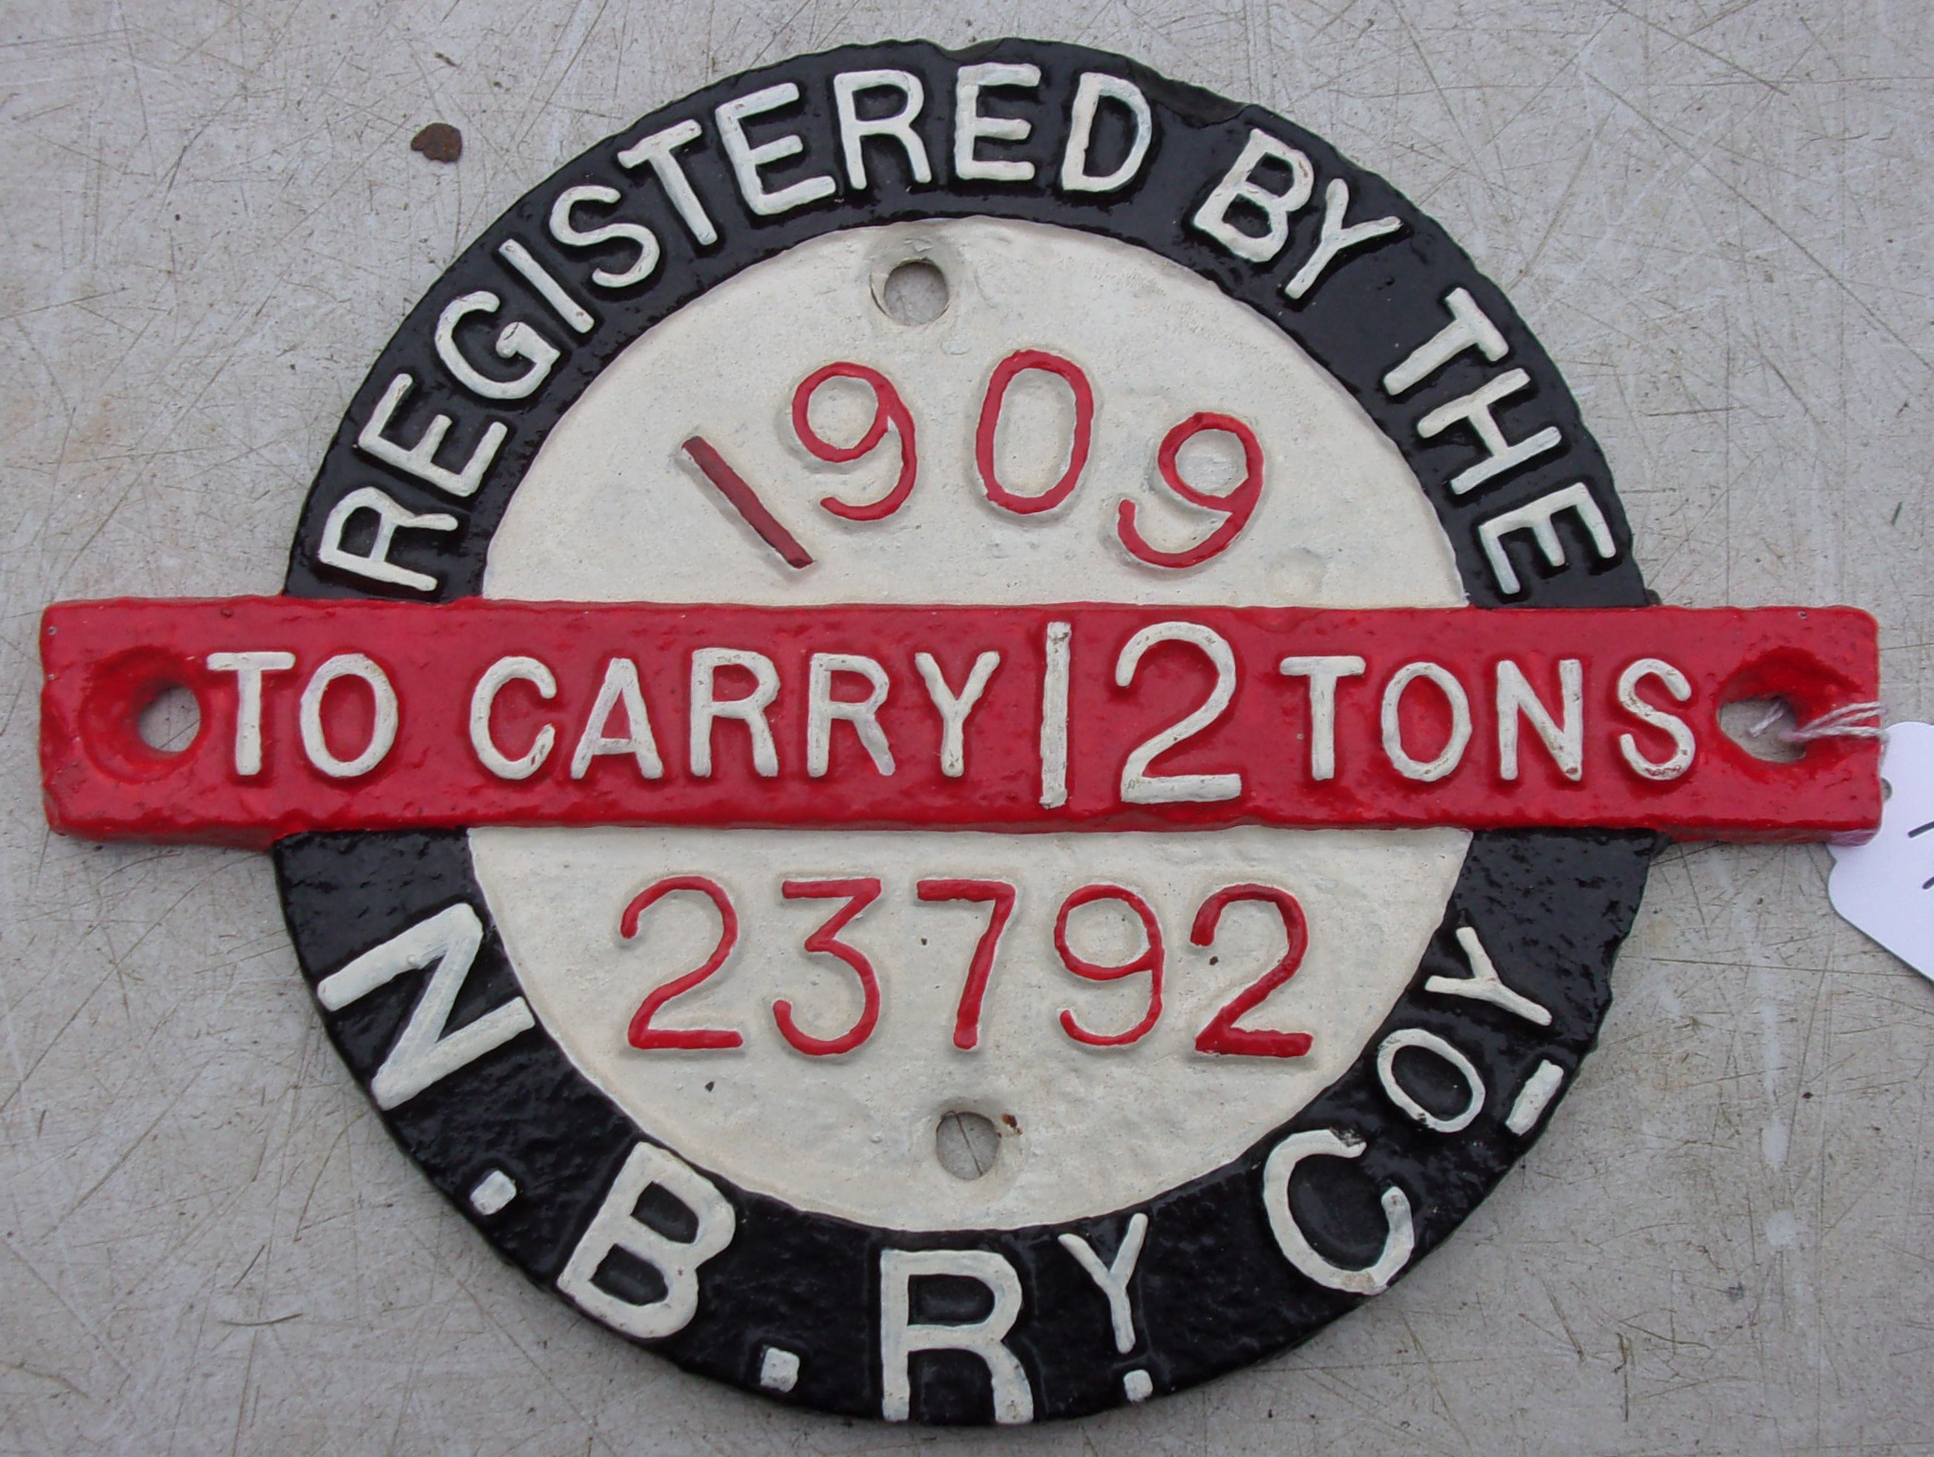 REGISTERED BY THE
1909
TO CARRY 12 TONS
23792
N.B.RY. COY